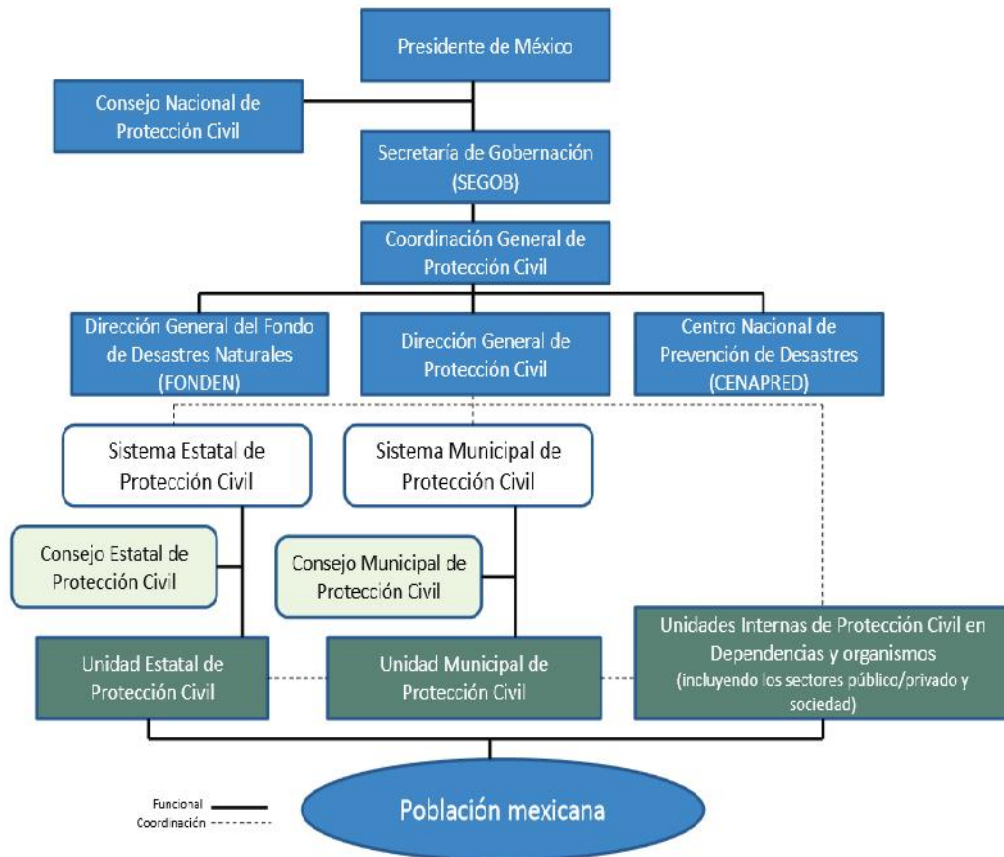 Presidente de México
Consejo Nacional de
Protección Civil
Secretaría de Gobernación
(SEGOB)
Coordinación General de
Protección Civil
Dirección General del Fondo
de Desastres Naturales
(FONDEN)
Dirección General de
Protección Civil
Centro Nacional de
Prevención de Desastres
(CENAPRED)
Sistema Estatal de
Protección Civil
Sistema Municipal de
Protección Civil
Consejo Estatal de
Protección Civil
Consejo Municipal de
Protección Civil
Unidad Estatal de
Protección Civil
Unidad Municipal de
Protección Civil
Unidades Internas de Protección Civil en
Dependencias y organismos
(incluyendo los sectores público/privado y
sociedad)
Población mexicana
Funcional
Coordinación